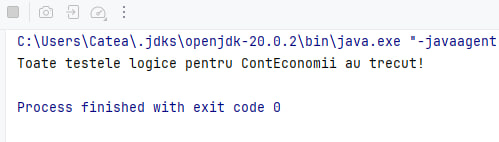 C:\Users\Catea\.jdks\openjdk-20.0.2\bin\java.exe "-javaagent
Toate testele logice pentru ContEconomii au trecut!
Process finished with exit code 0